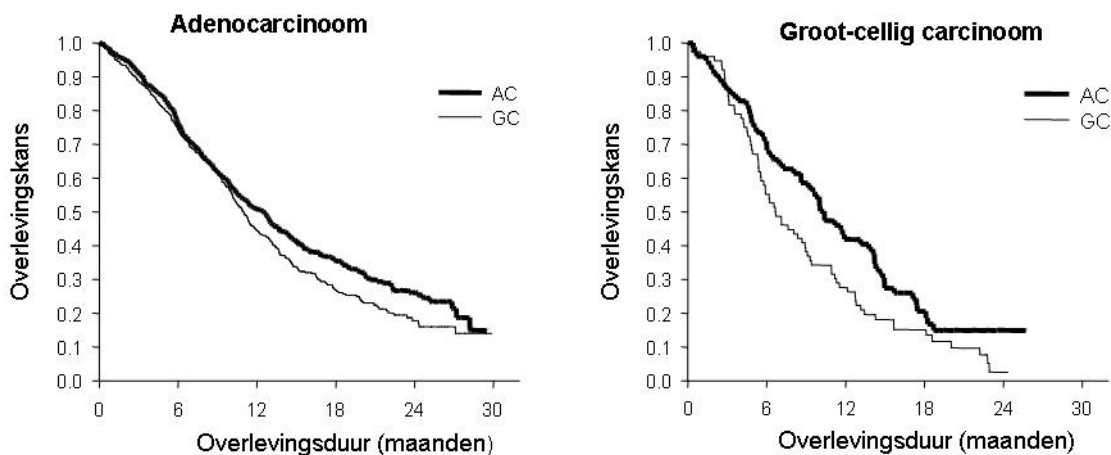 Adenocarcinoom
Overlevingskans
1.0
0.9
0.8
0.7
0.6
0.5
0.4
0.3
0.2
0.1
0.0
AC
GC
0 6 12 18 24 30
Overlevingsduur (maanden)
Groot-cellig carcinoom
Overlevingskans
1.0
0.9
0.8
0.7
0.6
0.5
0.4
0.3
0.2
0.1
0.0
AC
GC
0 6 12 18 24 30
Overlevingsduur (maanden)